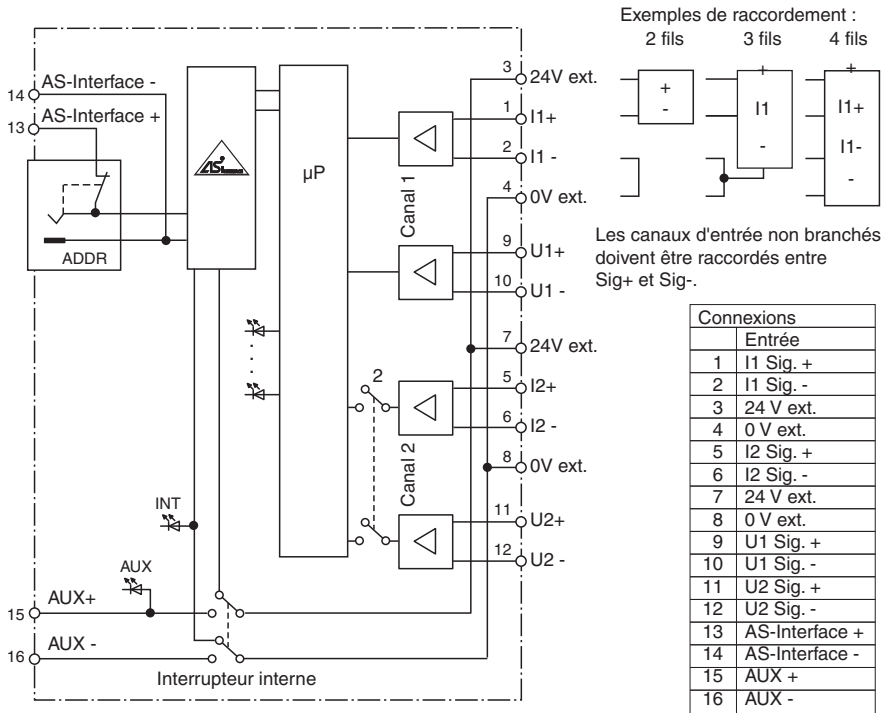 Exemples de raccordement :
2 fils
3 fils
4 fils
+
-
+
I1
-
+
I1+
I1-
-
Les canaux d'entrée non branchés
doivent être raccordés entre
Sig+ et Sig-.
14
AS-Interface -
13
AS-Interface +
ADDR
µP
Canal 1
Canal 2
2
INT
AUX
15
AUX+
16
AUX -
Interrupteur interne
3
24V ext.
1
I1+
2
I1 -
4
0V ext.
9
U1+
10
U1 -
7
24V ext.
5
I2+
6
I2 -
8
0V ext.
11
U2+
12
U2 -
Connexions
Entrée
1 I1 Sig. +
2 I1 Sig. -
3 24 V ext.
4 0 V ext.
5 I2 Sig. +
6 I2 Sig. -
7 24 V ext.
8 0 V ext.
9 U1 Sig. +
10 U1 Sig. -
11 U2 Sig. +
12 U2 Sig. -
13 AS-Interface +
14 AS-Interface -
15 AUX +
16 AUX -